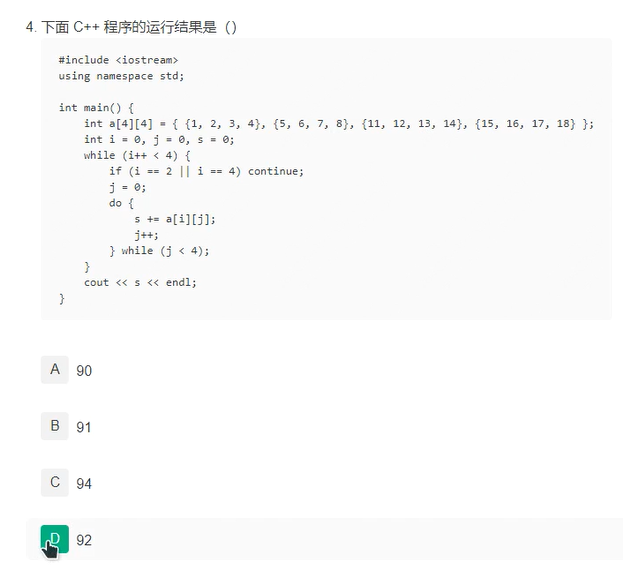 4. 下面 C++ 程序的运行结果是（）
#include <iostream>
using namespace std;
int main() {
    int a[4][4] = { {1, 2, 3, 4}, {5, 6, 7, 8}, {11, 12, 13, 14}, {15, 16, 17, 18} };
    int i = 0, j = 0, s = 0;
    while (i++ < 4) {
        if (i == 2 || i == 4) continue;
        j = 0;
        do {
            s += a[i][j];
            j++;
        } while (j < 4);
    }
    cout << s << endl;
}
A 90
B 91
C 94
D 92